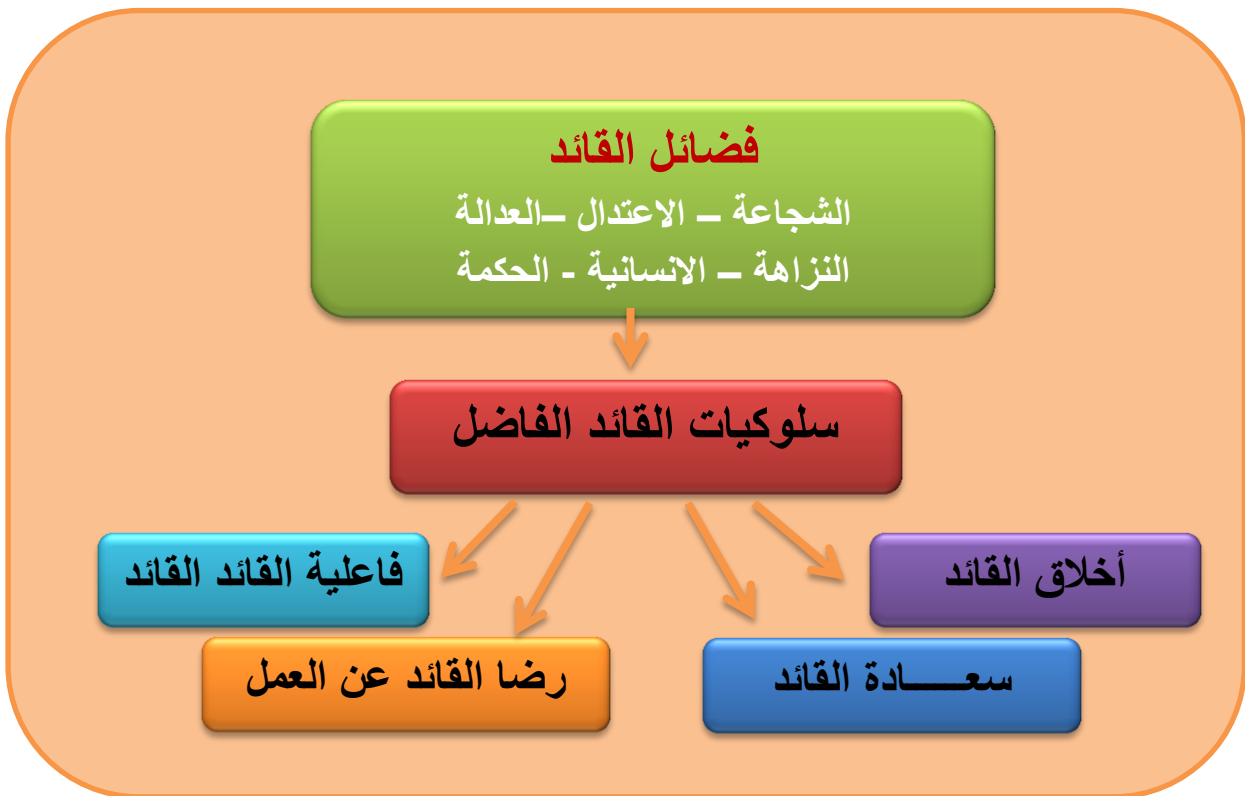 فضائل القائد
الشجاعة – الاعتدال –العدالة
النزاهة – الانسانية - الحكمة
سلوكيات القائد الفاضل
أخلاق القائد
فاعلية القائد القائد
سعـــــادة القائد
رضا القائد عن العمل